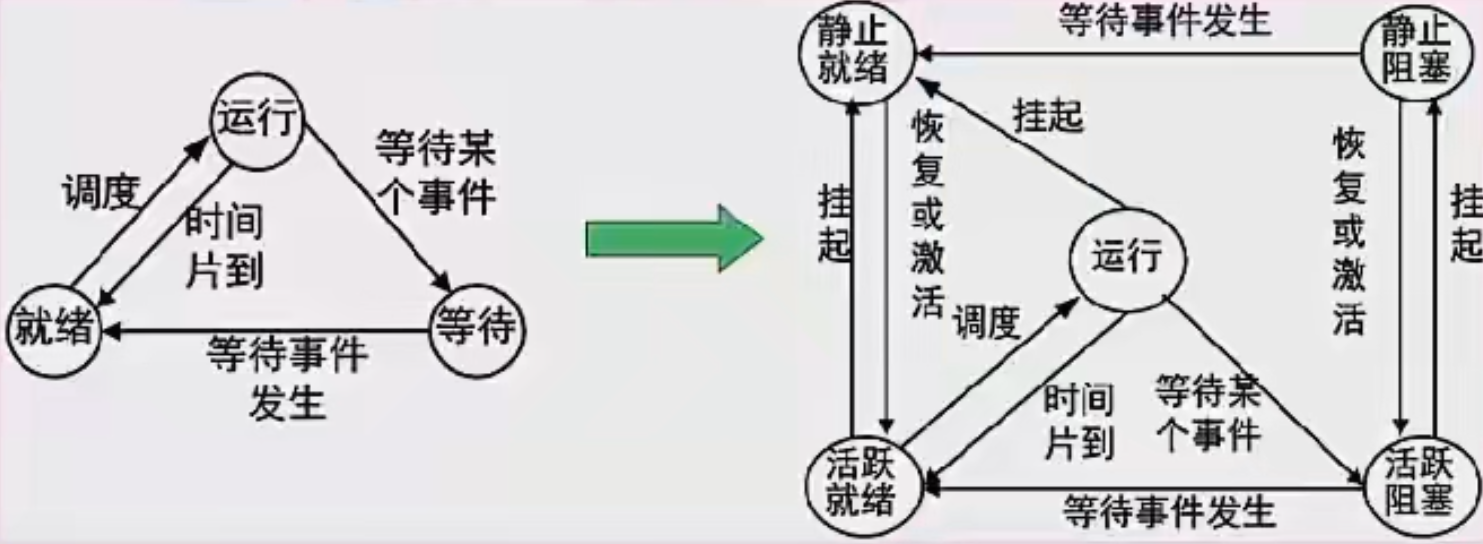 运行
等待某
个事件
调度
时间
片到
就绪
等待
等待事件
发生
静止
就绪
等待事件发生
静止
阻塞
挂起
恢复或激活
挂起
运行
恢复或激活
挂起
调度
时间
片到
等待某
个事件
活跃
就绪
等待事件发生
活跃
阻塞